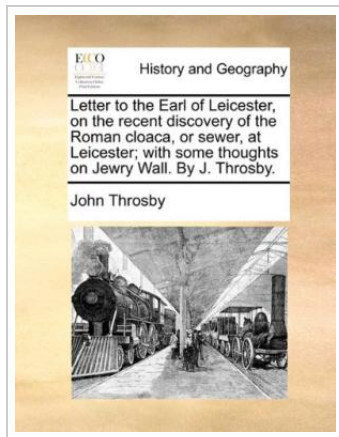 ECCO
History and Geography
Letter to the Earl of Leicester,
on the recent discovery of the
Roman cloaca, or sewer, at
Leicester; with some thoughts
on Jewry Wall. By J. Throsby.
John Throsby